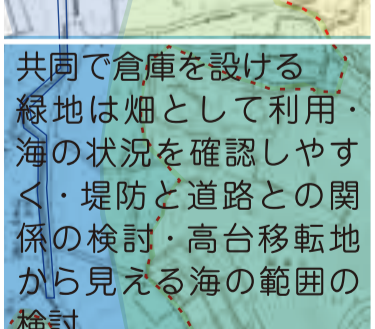 共同で倉庫を設ける
緑地は畑として利用・
海の状況を確認しやす
く・堤防と道路との関
係の検討・高台移転地
から見える海の範囲の
検討